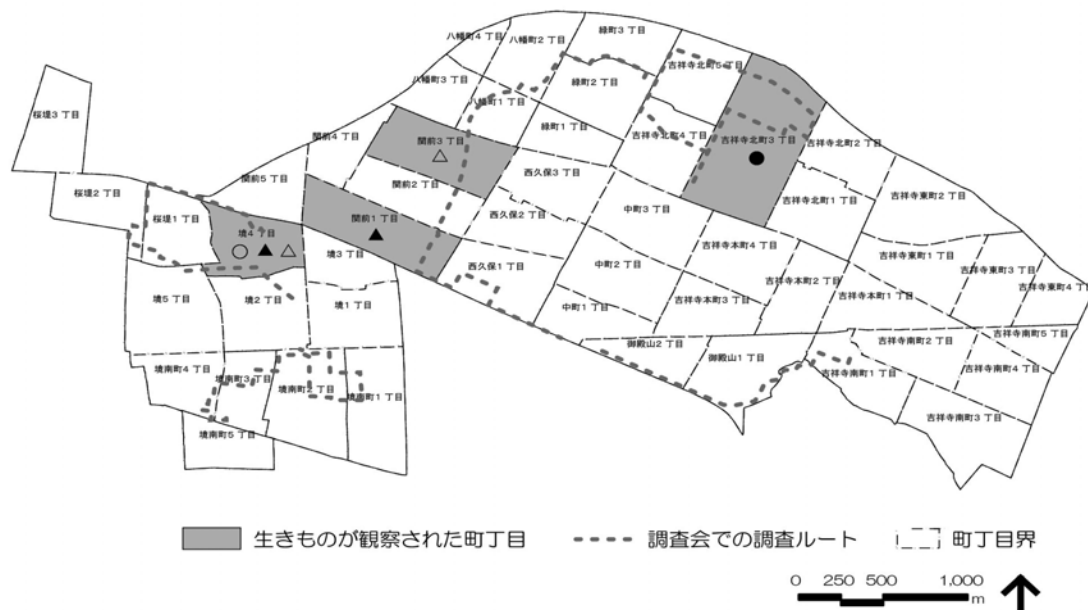 八幡町4 丁目
八幡町2 丁目
緑町3 丁目
吉祥寺北町5 丁目
八幡町3 丁目
緑町2 丁目
桜堤3 丁目
八幡町1 丁目
関前4 丁目
緑町1 丁目
吉祥寺北町4 丁目
吉祥寺北町3 丁目
吉祥寺北町2 丁目
関前3 丁目
関前5 丁目
関前2 丁目
西久保3 丁目
桜堤2 丁目
吉祥寺東町2 丁目
吉祥寺北町1 丁目
中町3 丁目
桜堤1 丁目
関前1 丁目
西久保2 丁目
境4 丁目
吉祥寺本町4 丁目
境3 丁目
吉祥寺東町1 丁目
西久保1 丁目
中町2 丁目
吉祥寺東町3 丁目
吉祥寺本町2 丁目
吉祥寺東町4 丁目
境5 丁目
境2 丁目
境1 丁目
吉祥寺本町3 丁目
吉祥寺本町1 丁目
中町1 丁目
吉祥寺南町5 丁目
御殿山2 丁目
吉祥寺南町2 丁目
御殿山1 丁目
境南町4 丁目
境南町3 丁目
吉祥寺南町1 丁目
吉祥寺南町4 丁目
境南町2 丁目
境南町1 丁目
吉祥寺南町3 丁目
境南町5 丁目
生きものが観察された町丁目
調査会での調査ルート
町丁目界
0 250 500 1,000
m